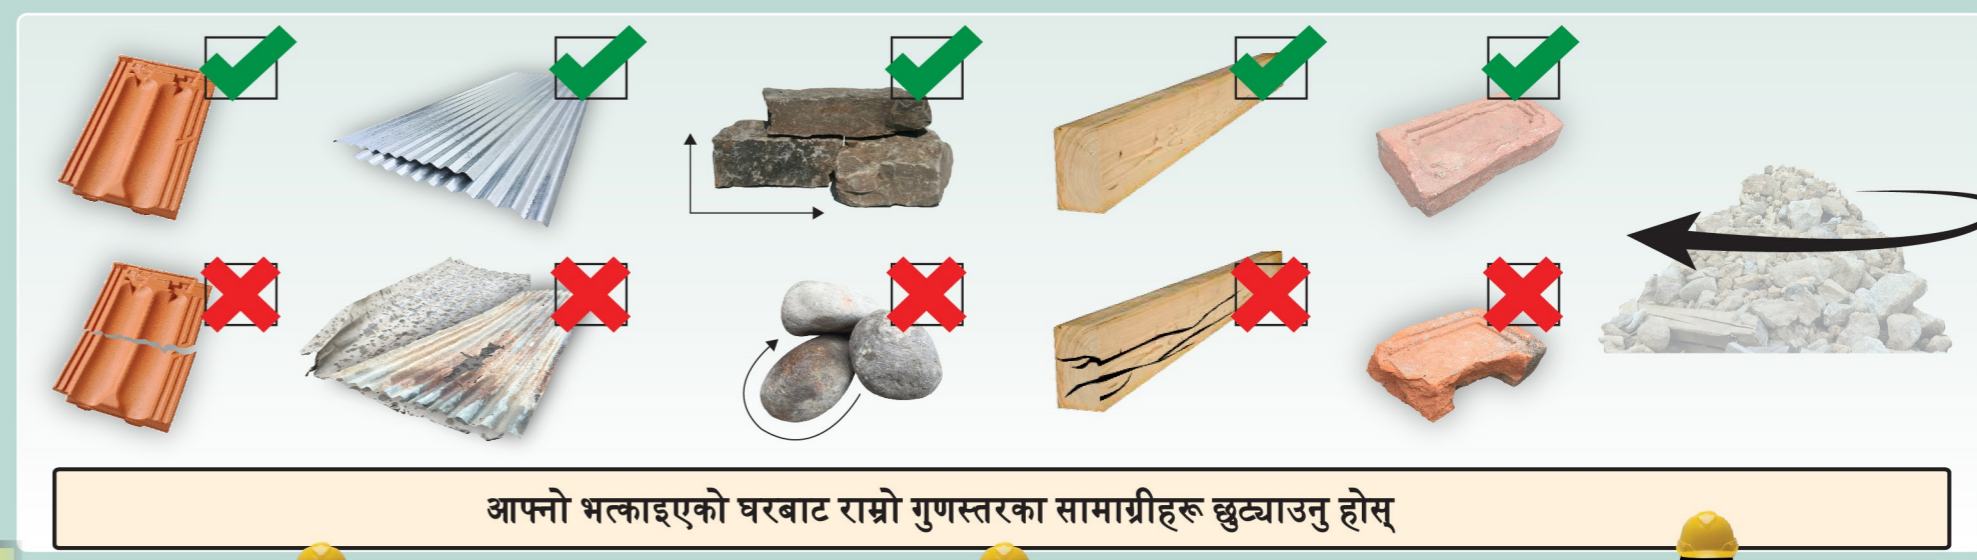 आफ्नो भत्काइएको घरबाट राम्रो गुणस्तरका सामाग्रीहरू छुट्याउनु होस्